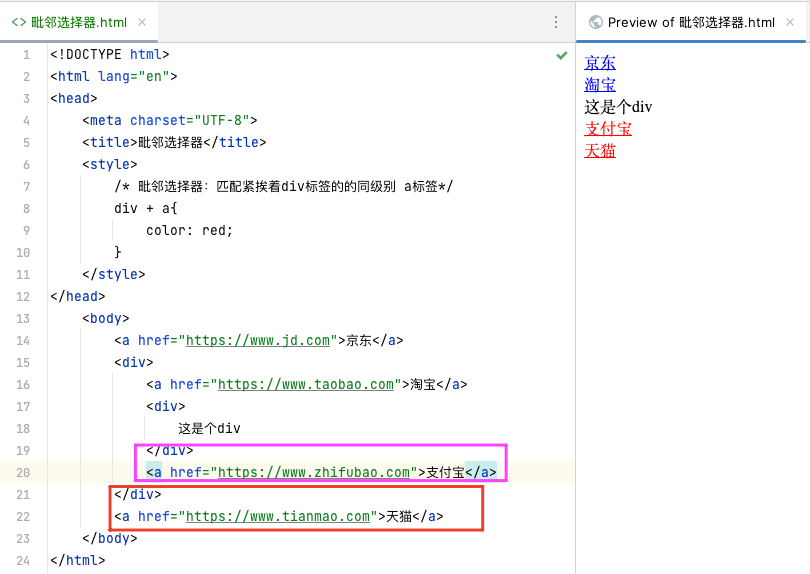 毗邻选择器.html
Preview of 毗邻选择器.html
1 <!DOCTYPE html>
2 <html lang="en">
3 <head>
4 <meta charset="UTF-8">
5 <title>毗邻选择器</title>
6 <style>
7 /* 毗邻选择器：匹配紧挨着div标签的的同级别 a标签*/
8 div + a{
9 color: red;
10 }
11 </style>
12 </head>
13 <body>
14 <a href="https://www.jd.com">京东</a>
15 <div>
16 <a href="https://www.taobao.com">淘宝</a>
17 <div>
18 这是个div
19 </div>
20 <a href="https://www.zhifubao.com">支付宝</a>
21 </div>
22 <a href="https://www.tianmao.com">天猫</a>
23 </body>
24 </html>
京东
淘宝
这是个div
支付宝
天猫